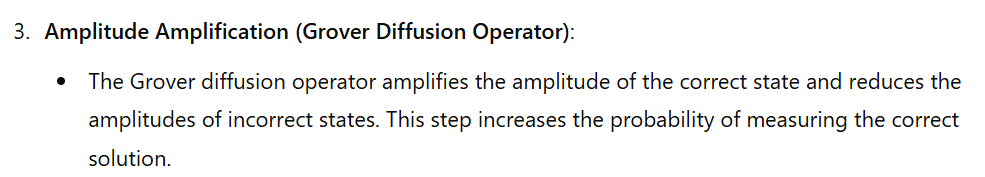 3. Amplitude Amplification (Grover Diffusion Operator):
• The Grover diffusion operator amplifies the amplitude of the correct state and reduces the
amplitudes of incorrect states. This step increases the probability of measuring the correct
solution.